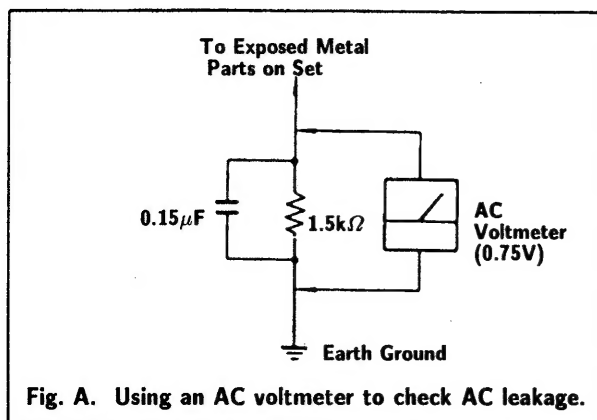 To Exposed Metal
Parts on Set
0.15μF
1.5kΩ
AC
Voltmeter
(0.75V)
Earth Ground
Fig. A. Using an AC voltmeter to check AC leakage.